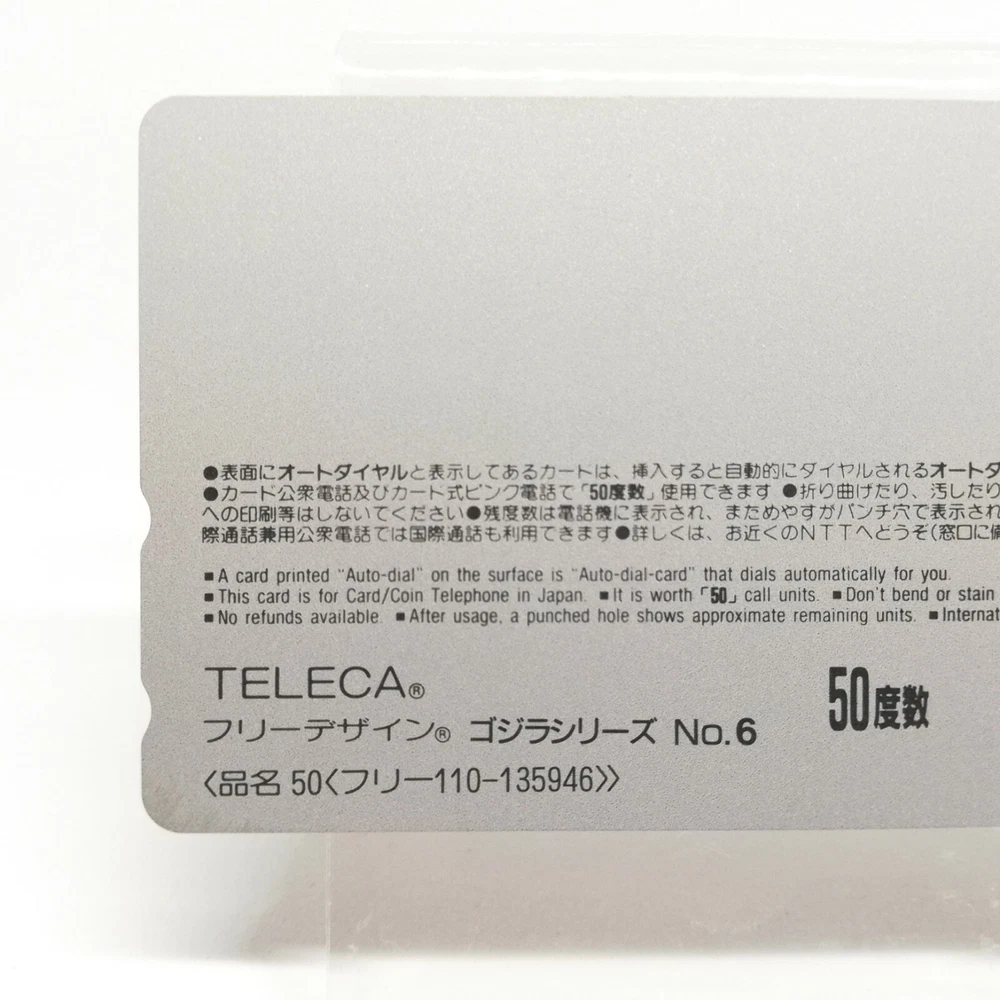 ●表面にオートダイヤルと表示してあるカードは、挿入すると自動的にダイヤルされるオートダ
●カード公衆電話及びカード式ピンク電話で「50度数」使用できます ●折り曲げたり、汚したり
への印刷等はしないでください●残度数は電話機に表示され、まためやすがパンチ穴で表示され
際通話兼用公衆電話では国際通話も利用できます●詳しくは、お近くのNTTへどうぞ(窓口に備
■A card printed "Auto-dial" on the surface is "Auto-dial-card" that dials automatically for you.
■This card is for Card/Coin Telephone in Japan. ■It is worth「50」call units. ■Don't bend or stain
■No refunds available. ■After usage, a punched hole shows approximate remaining units. ■Internat
TELECA®
フリーデザイン® ゴジラシリーズ No.6
50度数
〈品名 50〈フリー110-135946〉〉